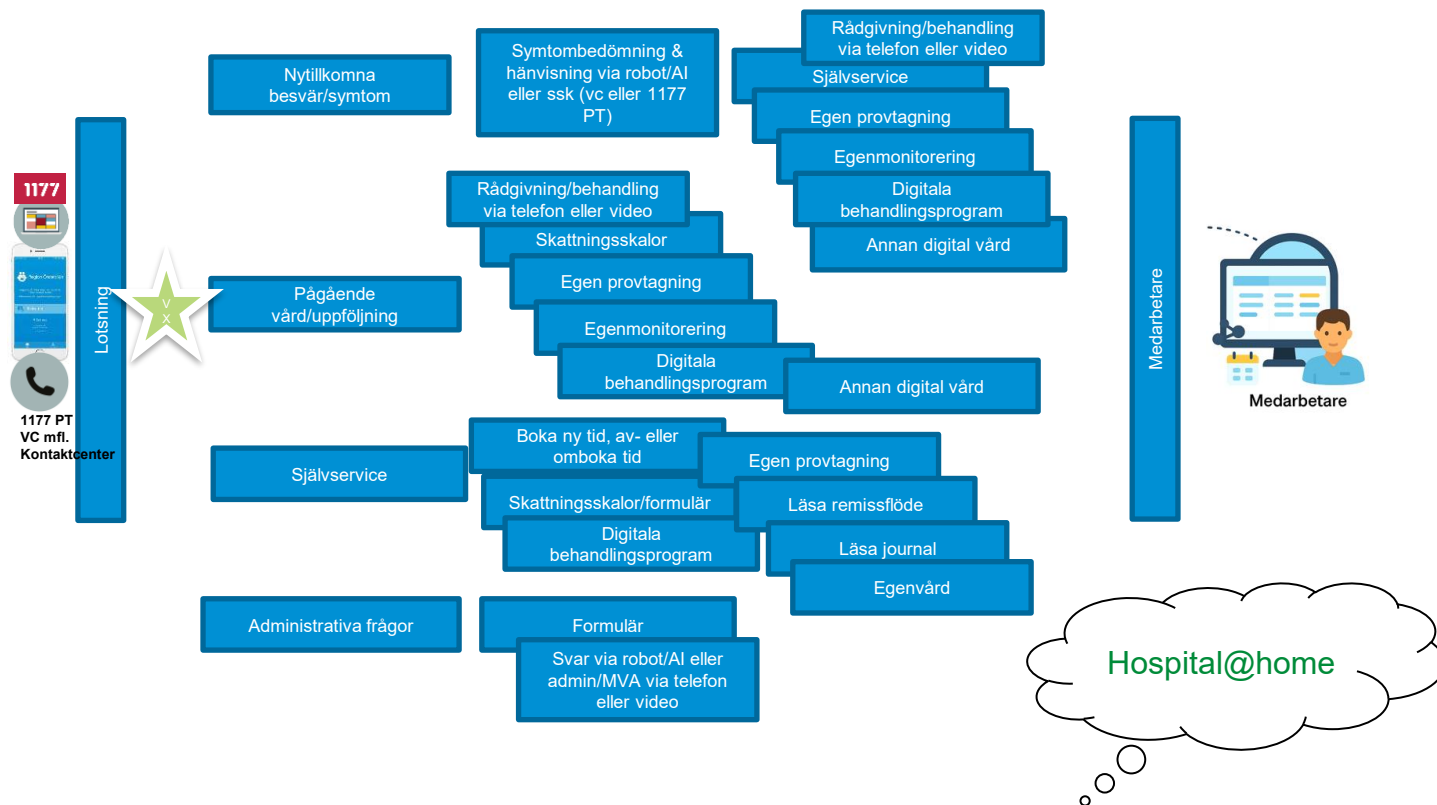 1177
1177 PT
VC mfl.
Kontaktcenter
Lotsning
V
X
Nytillkomna
besvär/symtom
Symtombedömning &
hänvisning via robot/AI
eller ssk (vc eller 1177
PT)
Rådgivning/behandling
via telefon eller video
Självservice
Egen provtagning
Egenmonitorering
Digitala
behandlingsprogram
Annan digital vård
Pågående
vård/uppföljning
Rådgivning/behandling
via telefon eller video
Skattningsskalor
Egen provtagning
Egenmonitorering
Digitala
behandlingsprogram
Annan digital vård
Självservice
Boka ny tid, av- eller
omboka tid
Skattningsskalor/formulär
Digitala
behandlingsprogram
Egen provtagning
Läsa remissflöde
Läsa journal
Egenvård
Administrativa frågor
Formulär
Svar via robot/AI eller
admin/MVA via telefon
eller video
Medarbetare
Medarbetare
Hospital@home